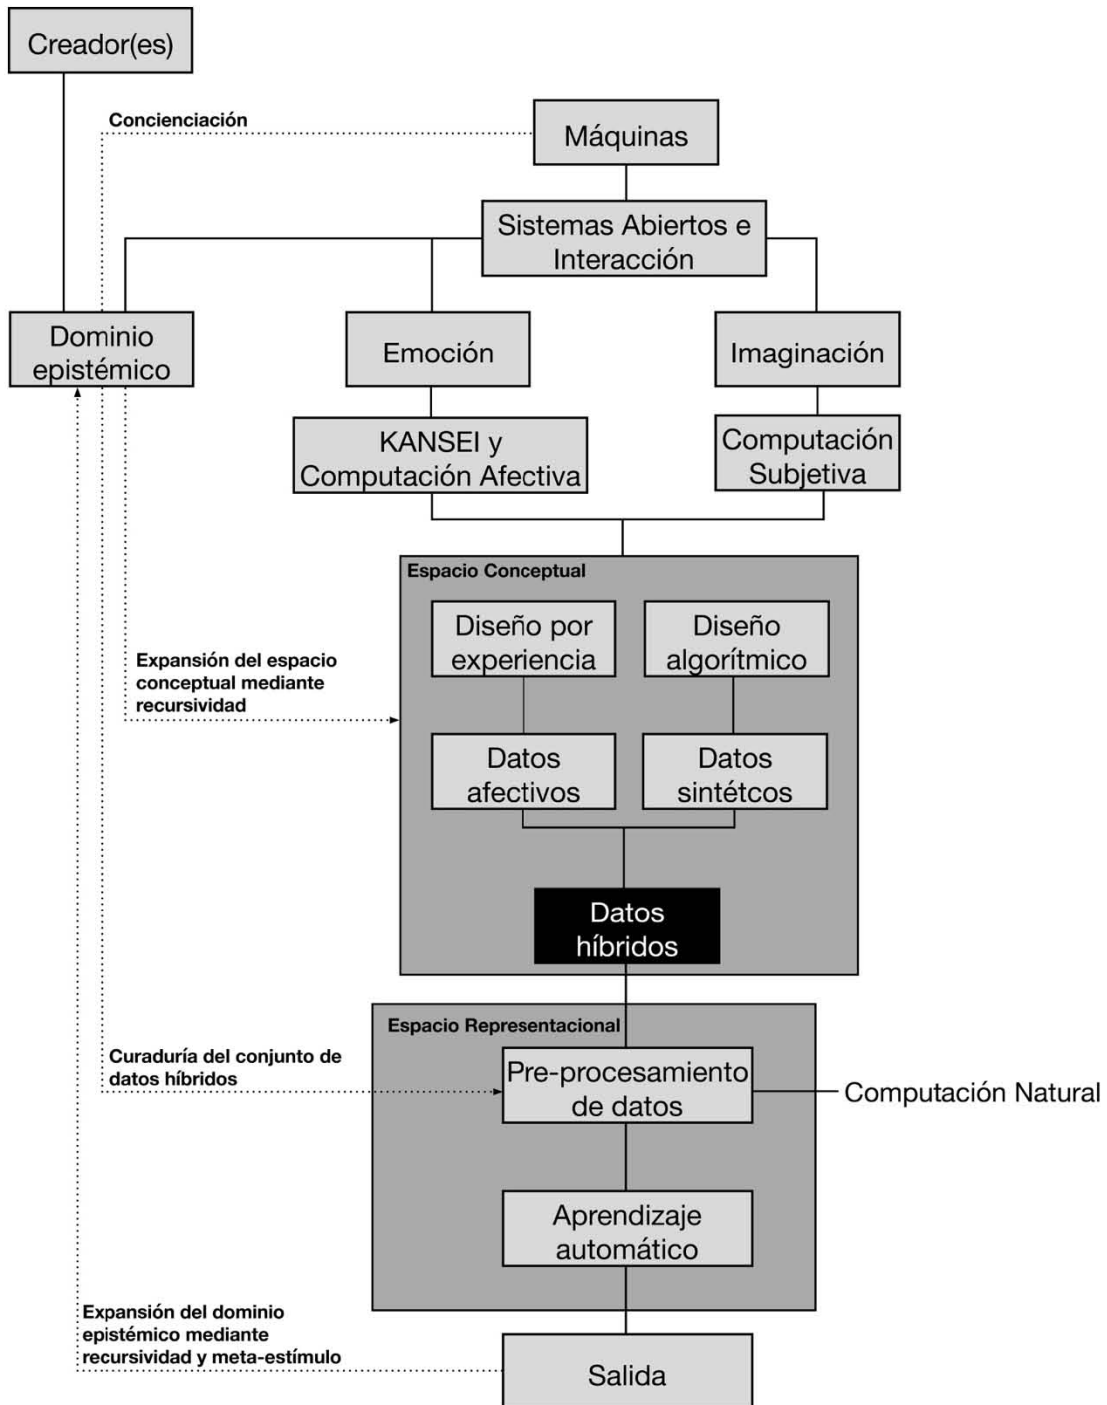 Creador(es)
Concienciación
Máquinas
Sistemas Abiertos e
Interacción
Dominio
epistémico
Emoción
Imaginación
KANSEI y
Computación Afectiva
Computación
Subjetiva
Espacio Conceptual
Diseño por
experiencia
Diseño
algorítmico
Expansión del espacio
conceptual mediante
recursividad
Datos
afectivos
Datos
sintétcos
Datos
híbridos
Espacio Representacional
Curaduría del conjunto de
datos híbridos
Pre-procesamiento
de datos
Computación Natural
Aprendizaje
automático
Expansión del dominio
epistémico mediante
recursividad y meta-estímulo
Salida